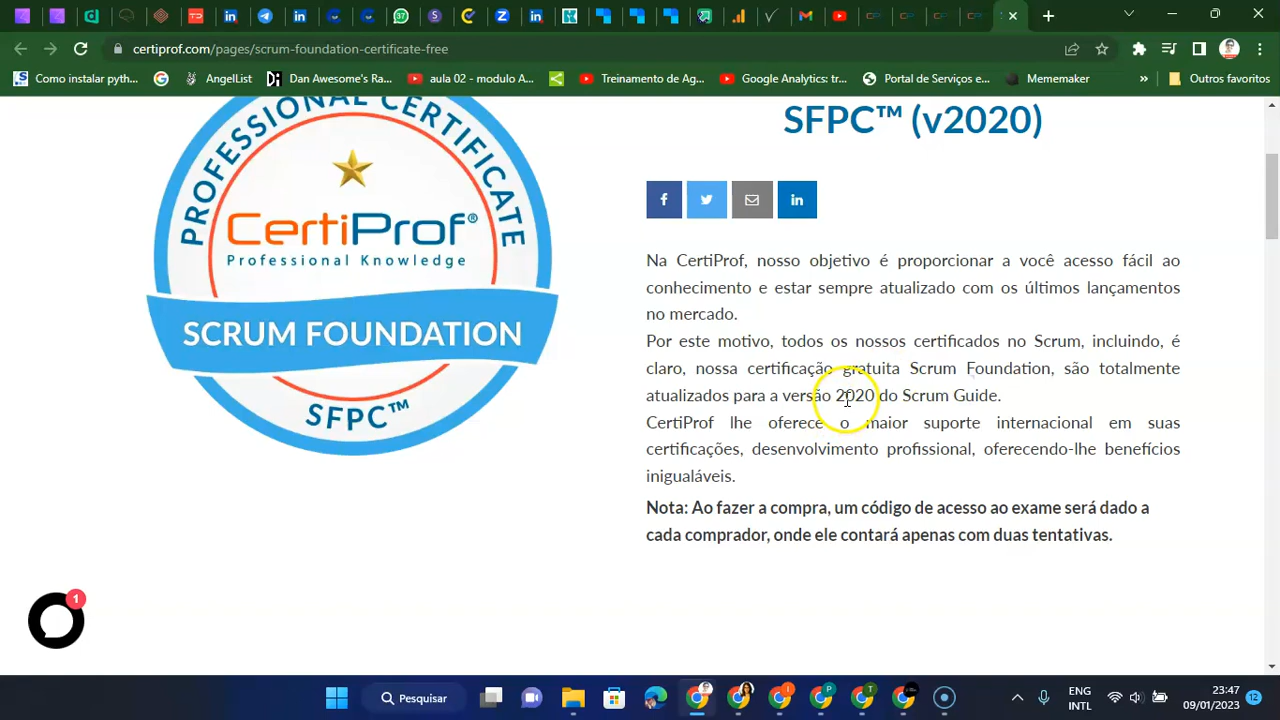 37
certiprof.com/pages/scrum-foundation-certificate-free
Como instalar pyth...
AngelList
Dan Awesome's Ra...
aula 02 - modulo A...
Treinamento de Ag...
Google Analytics: tr...
Portal de Serviços e...
Mememaker
»
Outros favoritos
PROFESSIONAL CERTIFICATE
CertiProf®
Professional Knowledge
SCRUM FOUNDATION
SFPC™
SFPC™ (v2020)
Na CertiProf, nosso objetivo é proporcionar a você acesso fácil ao
conhecimento e estar sempre atualizado com os últimos lançamentos
no mercado.
Por este motivo, todos os nossos certificados no Scrum, incluindo, é
claro, nossa certificação gratuita Scrum Foundation, são totalmente
atualizados para a versão 2020 do Scrum Guide.
CertiProf lhe oferece o maior suporte internacional em suas
certificações, desenvolvimento profissional, oferecendo-lhe benefícios
inigualáveis.
Nota: Ao fazer a compra, um código de acesso ao exame será dado a
cada comprador, onde ele contará apenas com duas tentativas.
1
Pesquisar
ENG
INTL
23:47
09/01/2023
12